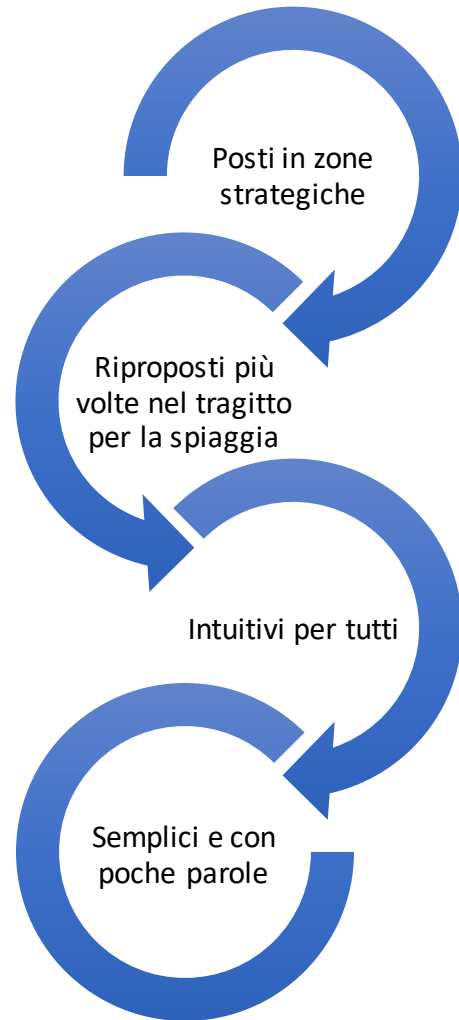 Posti in zone
strategiche
Riproposti più
volte nel tragitto
per la spiaggia
Intuitivi per tutti
Semplici e con
poche parole